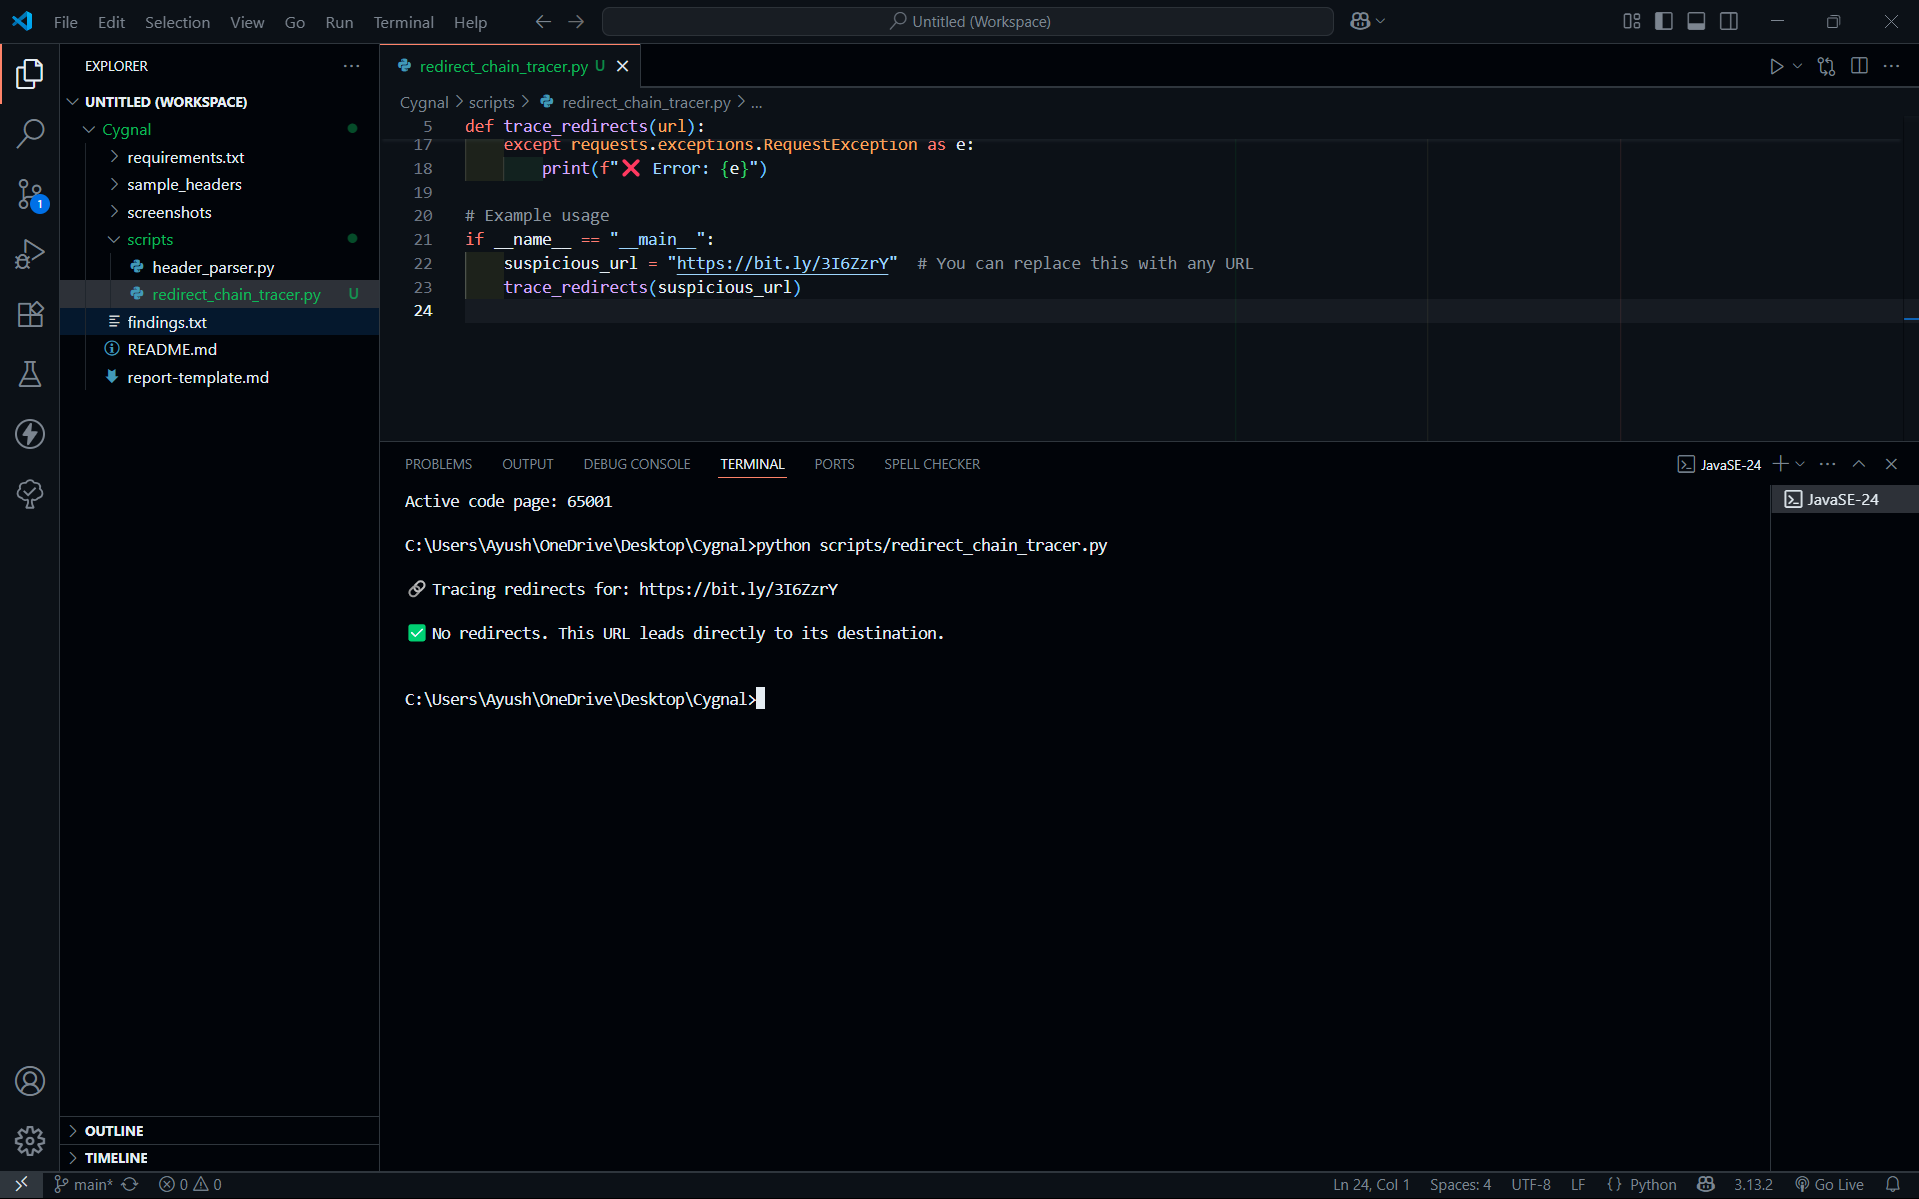 File Edit Selection View Go Run Terminal Help
Untitled (Workspace)
EXPLORER
UNTITLED (WORKSPACE)
Cygnal
requirements.txt
sample_headers
screenshots
scripts
header_parser.py
redirect_chain_tracer.py U
findings.txt
README.md
report-template.md
OUTLINE
TIMELINE
1
redirect_chain_tracer.py U
Cygnal > scripts > redirect_chain_tracer.py > ...
5 def trace_redirects(url):
17 except requests.exceptions.RequestException as e:
18 print(f"❌ Error: {e}")
19
20 # Example usage
21 if __name__ == "__main__":
22 suspicious_url = "https://bit.ly/3I6ZzrY" # You can replace this with any URL
23 trace_redirects(suspicious_url)
24
PROBLEMS OUTPUT DEBUG CONSOLE TERMINAL PORTS SPELL CHECKER
JavaSE-24
JavaSE-24
Active code page: 65001
C:\Users\Ayush\OneDrive\Desktop\Cygnal>python scripts/redirect_chain_tracer.py
🔗 Tracing redirects for: https://bit.ly/3I6ZzrY
✅ No redirects. This URL leads directly to its destination.
C:\Users\Ayush\OneDrive\Desktop\Cygnal>
main* 0 0
Ln 24, Col 1 Spaces: 4 UTF-8 LF {} Python 3.13.2 Go Live